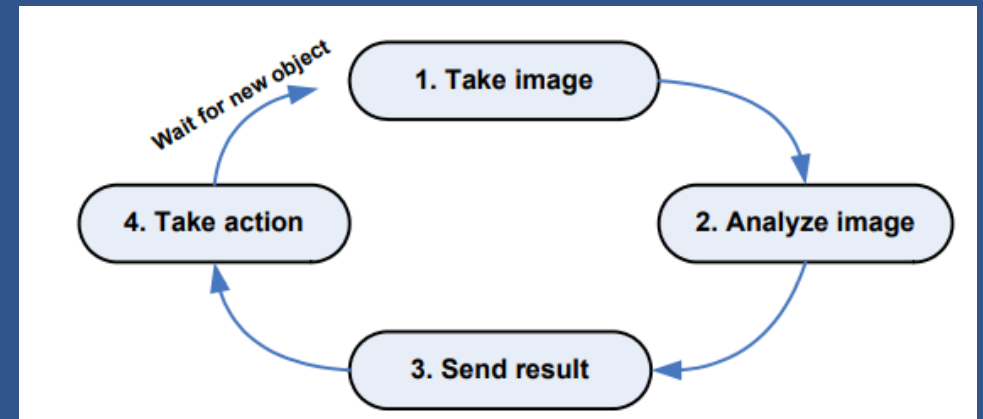 Wait for new object
1. Take image
2. Analyze image
3. Send result
4. Take action